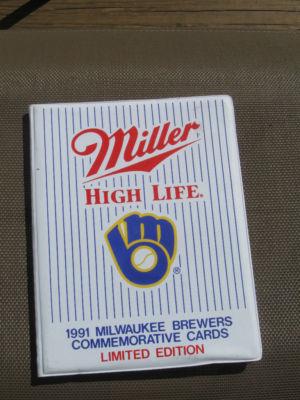 Miller
HIGH LIFE.
®
1991 MILWAUKEE BREWERS
COMMEMORATIVE CARDS
LIMITED EDITION